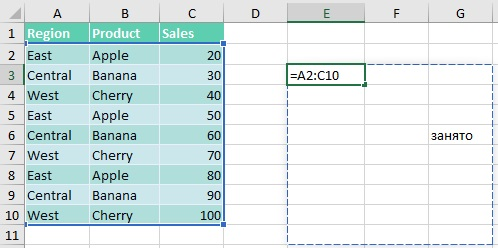 A B C D E F G
1 Region Product Sales
2 East Apple 20
3 Central Banana 30 =A2:C10
4 West Cherry 40
5 East Apple 50
6 Central Banana 60 занято
7 West Cherry 70
8 East Apple 80
9 Central Banana 90
10 West Cherry 100
11